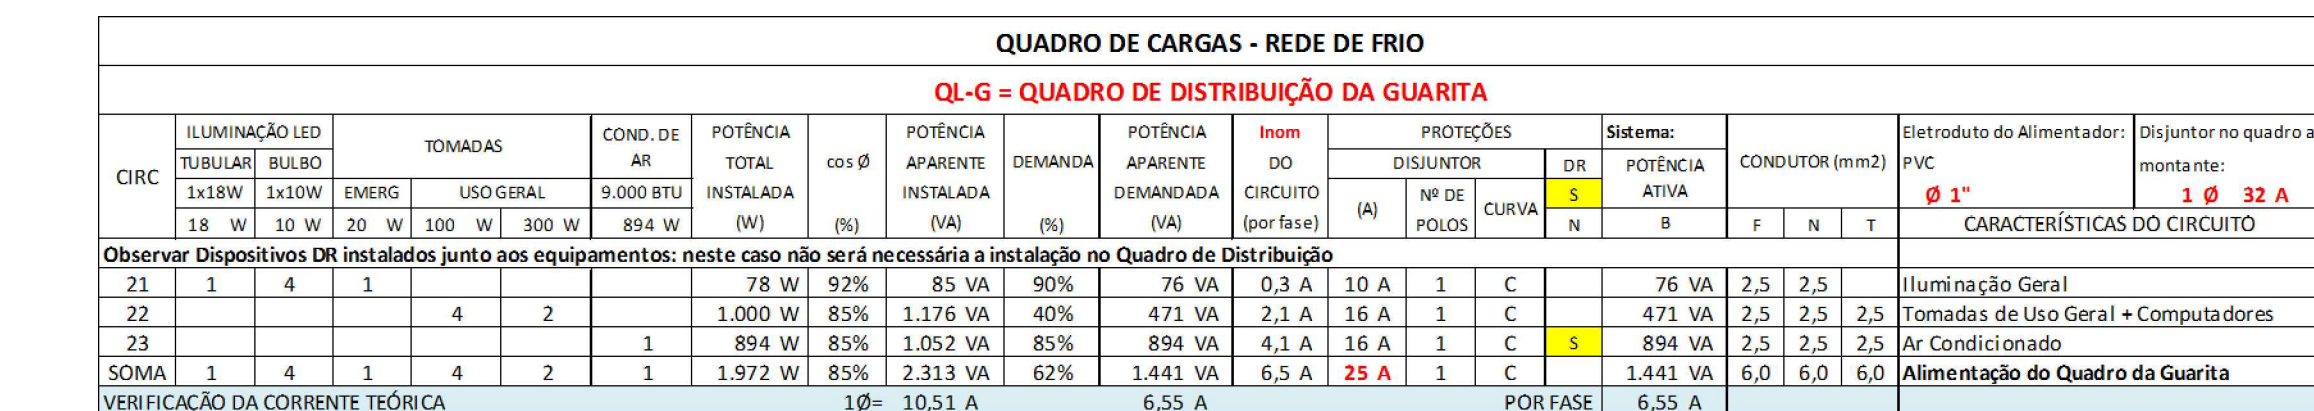 QUADRO DE CARGAS - REDE DE FRIO
QL-G = QUADRO DE DISTRIBUIÇÃO DA GUARITA
CIRC ILUMINAÇÃO LED TOMADAS COND. DE AR POTÊNCIA TOTAL INSTALADA (W) cos Ø (%) POTÊNCIA APARENTE INSTALADA (VA) DEMANDA (%) POTÊNCIA APARENTE DEMANDADA (VA) Inom DO CIRCUITO (por fase) PROTEÇÕES Sistema: CONDUTOR (mm2) Eletroduto do Alimentador: Disjuntor no quadro a
TUBULAR BULBO DISJUNTOR DR POTÊNCIA ATIVA PVC montante:
1x18W 1x10W EMERG USO GERAL 9.000 BTU (A) Nº DE POLOS CURVA S Ø 1" 1 Ø 32 A
18 W 10 W 20 W 100 W 300 W 894 W N B F N T CARACTERÍSTICAS DO CIRCUITO
Observar Dispositivos DR instalados junto aos equipamentos: neste caso não será necessária a instalação no Quadro de Distribuição
21 1 4 1 78 W 92% 85 VA 90% 76 VA 0,3 A 10 A 1 C 76 VA 2,5 2,5 Iluminação Geral
22 4 2 1.000 W 85% 1.176 VA 40% 471 VA 2,1 A 16 A 1 C 471 VA 2,5 2,5 2,5 Tomadas de Uso Geral + Computadores
23 1 894 W 85% 1.052 VA 85% 894 VA 4,1 A 16 A 1 C S 894 VA 2,5 2,5 2,5 Ar Condicionado
SOMA 1 4 1 4 2 1 1.972 W 85% 2.313 VA 62% 1.441 VA 6,5 A 25 A 1 C 1.441 VA 6,0 6,0 6,0 Alimentação do Quadro da Guarita
VERIFICAÇÃO DA CORRENTE TEÓRICA 1Ø= 10,51 A 6,55 A POR FASE 6,55 A